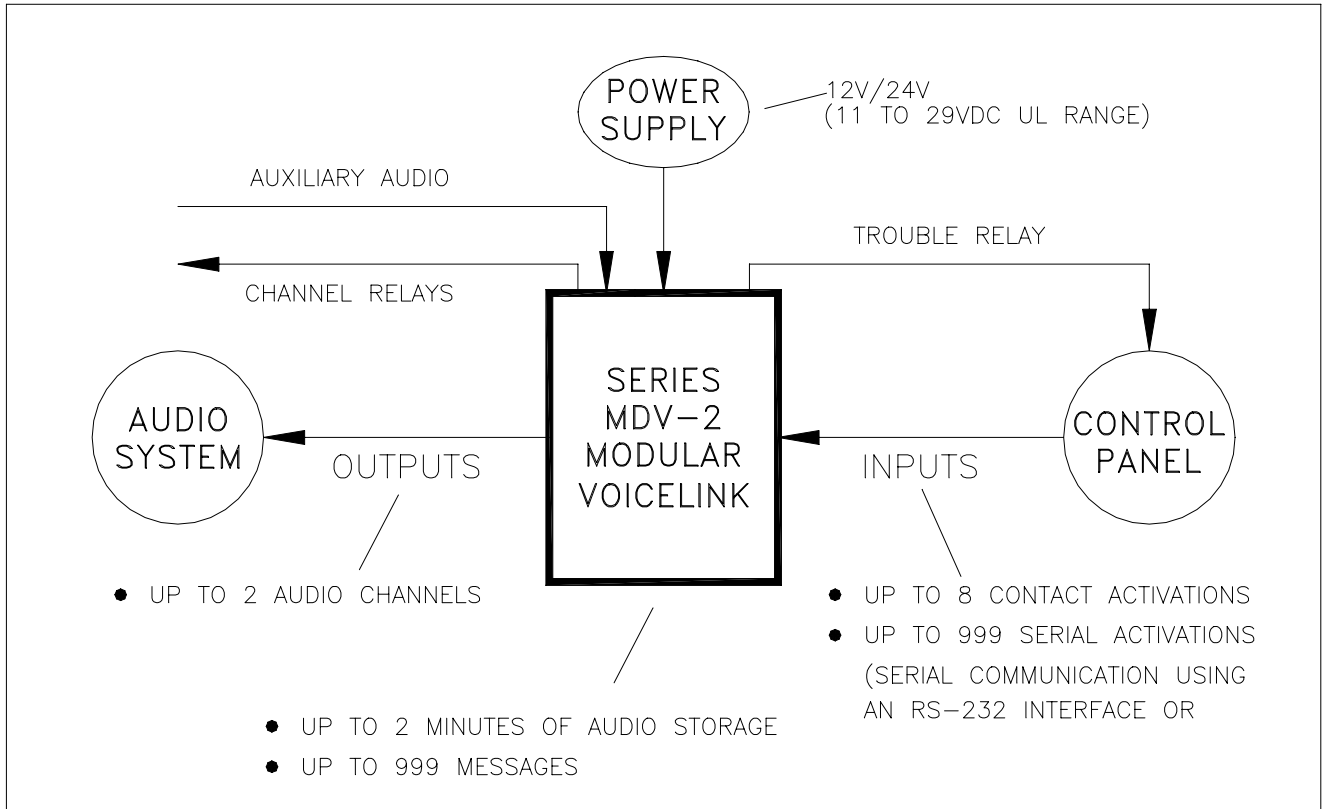 POWER
SUPPLY
12V/24V
(11 TO 29VDC UL RANGE)
AUXILIARY AUDIO
TROUBLE RELAY
CHANNEL RELAYS
SERIES
MDV-2
MODULAR
VOICELINK
AUDIO
SYSTEM
OUTPUTS
INPUTS
CONTROL
PANEL
● UP TO 2 AUDIO CHANNELS
● UP TO 8 CONTACT ACTIVATIONS
● UP TO 999 SERIAL ACTIVATIONS
(SERIAL COMMUNICATION USING
AN RS-232 INTERFACE OR
● UP TO 2 MINUTES OF AUDIO STORAGE
● UP TO 999 MESSAGES